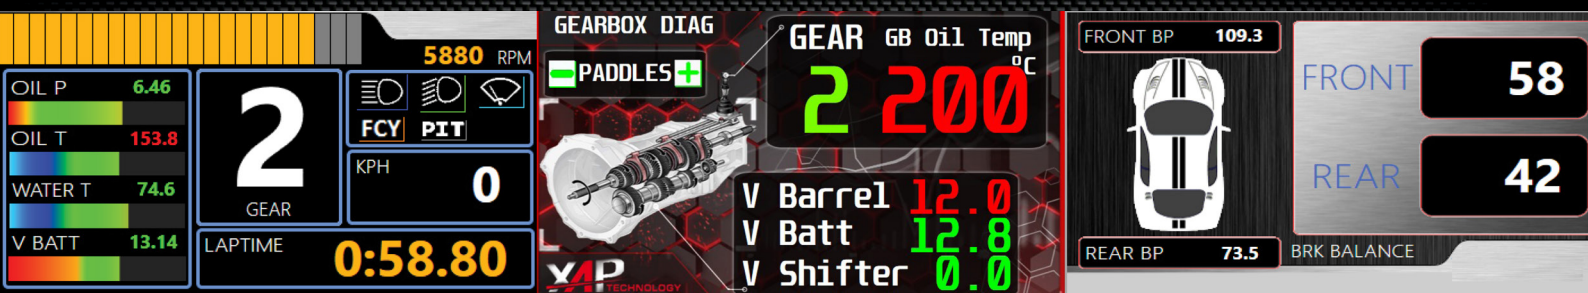 5880 RPM
OIL P 6.46
OIL T 153.8
WATER T 74.6
V BATT 13.14
2
GEAR
FCY PIT
KPH
0
LAPTIME 0:58.80
GEARBOX DIAG
- PADDLES +
GEAR GB Oil Temp
°C
2 200
V Barrel 12.0
V Batt 12.8
V Shifter 0.0
XAP
TECHNOLOGY
FRONT BP 109.3
REAR BP 73.5
FRONT 58
REAR 42
BRK BALANCE